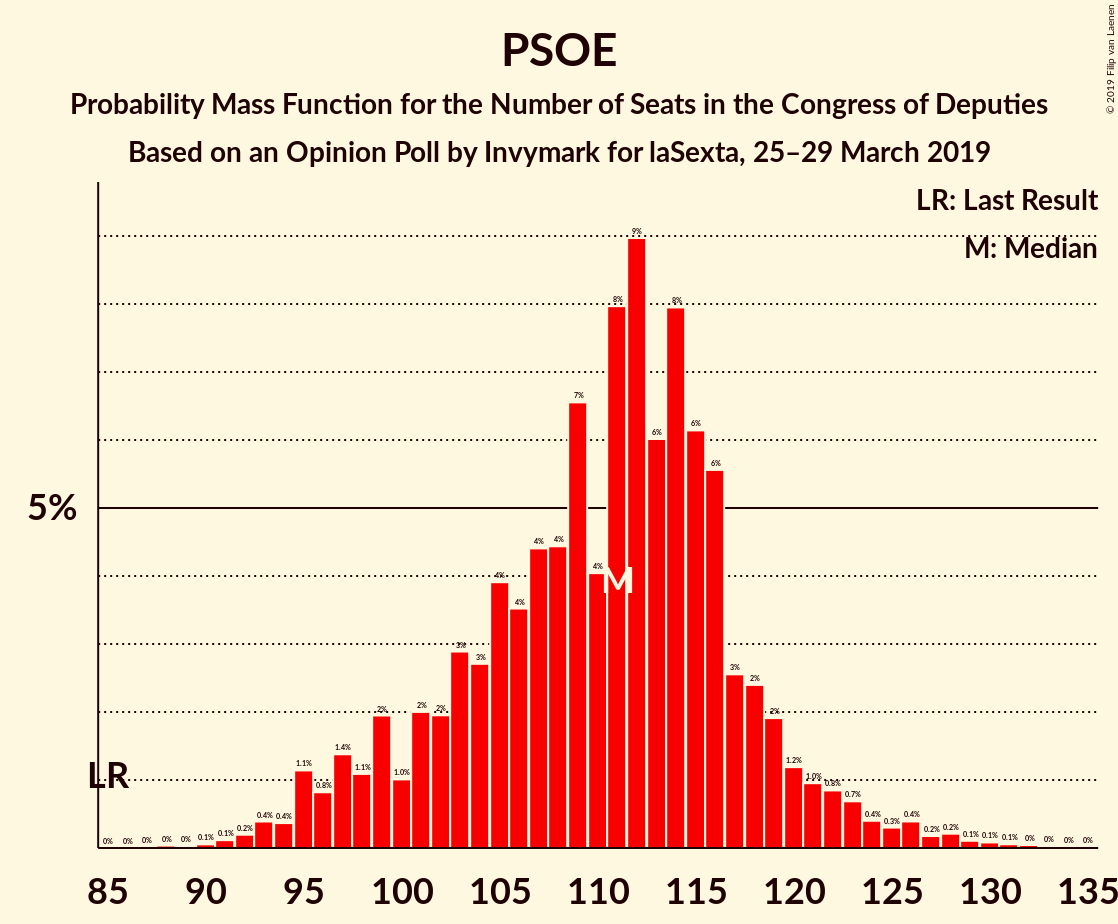 PSOE
Probability Mass Function for the Number of Seats in the Congress of Deputies
Based on an Opinion Poll by Invymark for laSexta, 25–29 March 2019
© 2019 Filip van Laenen
LR: Last Result
M: Median
5%
LR
M
0% 0% 0% 0% 0% 0.1% 0.1% 0.2% 0.4% 0.4% 1.1% 0.8% 1.4% 1.1% 2% 1.0% 2% 2% 3% 3% 4% 4% 4% 4% 7% 4% 8% 9% 6% 8% 6% 6% 3% 2% 2% 1.2% 1.0% 0.8% 0.7% 0.4% 0.3% 0.4% 0.2% 0.2% 0.1% 0.1% 0.1% 0% 0% 0% 0%
85 90 95 100 105 110 115 120 125 130 135